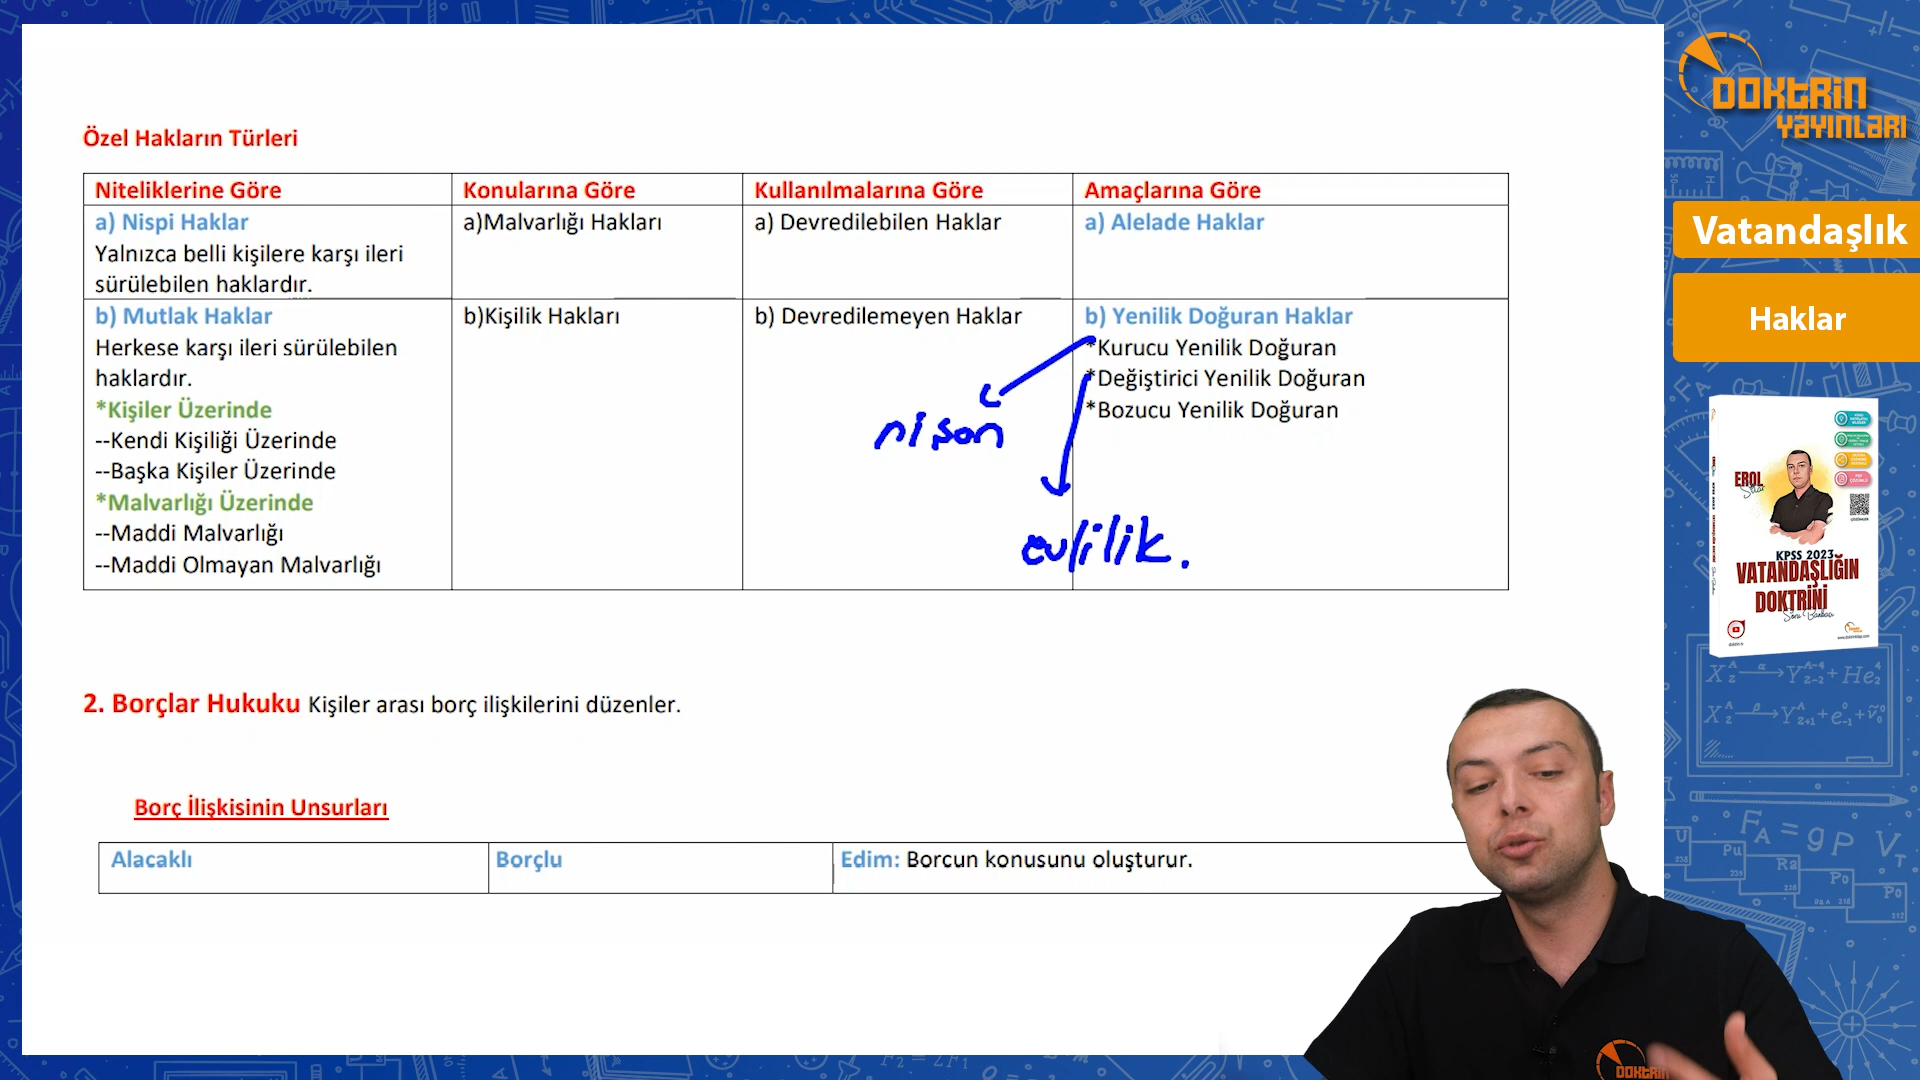 Özel Hakların Türleri
Niteliklerine Göre
Konularına Göre
Kullanılmalarına Göre
Amaçlarına Göre
a) Nispi Haklar
Yalnızca belli kişilere karşı ileri
sürülebilen haklardır.
a)Malvarlığı Hakları
a) Devredilebilen Haklar
a) Alelade Haklar
b) Mutlak Haklar
Herkese karşı ileri sürülebilen
haklardır.
*Kişiler Üzerinde
--Kendi Kişiliği Üzerinde
--Başka Kişiler Üzerinde
*Malvarlığı Üzerinde
--Maddi Malvarlığı
--Maddi Olmayan Malvarlığı
b)Kişilik Hakları
b) Devredilemeyen Haklar
b) Yenilik Doğuran Haklar
*Kurucu Yenilik Doğuran
*Değiştirici Yenilik Doğuran
*Bozucu Yenilik Doğuran
nişan
evlilik.
2. Borçlar Hukuku Kişiler arası borç ilişkilerini düzenler.
Borç İlişkisinin Unsurları
Alacaklı
Borçlu
Edim: Borcun konusunu oluşturur.
DOKTRİN
YAYINLARI
Vatandaşlık
Haklar
EROL
KPSS 2023
VATANDAŞLIĞIN
DOKTRİNİ
Soru Bankası
DOKTRİN